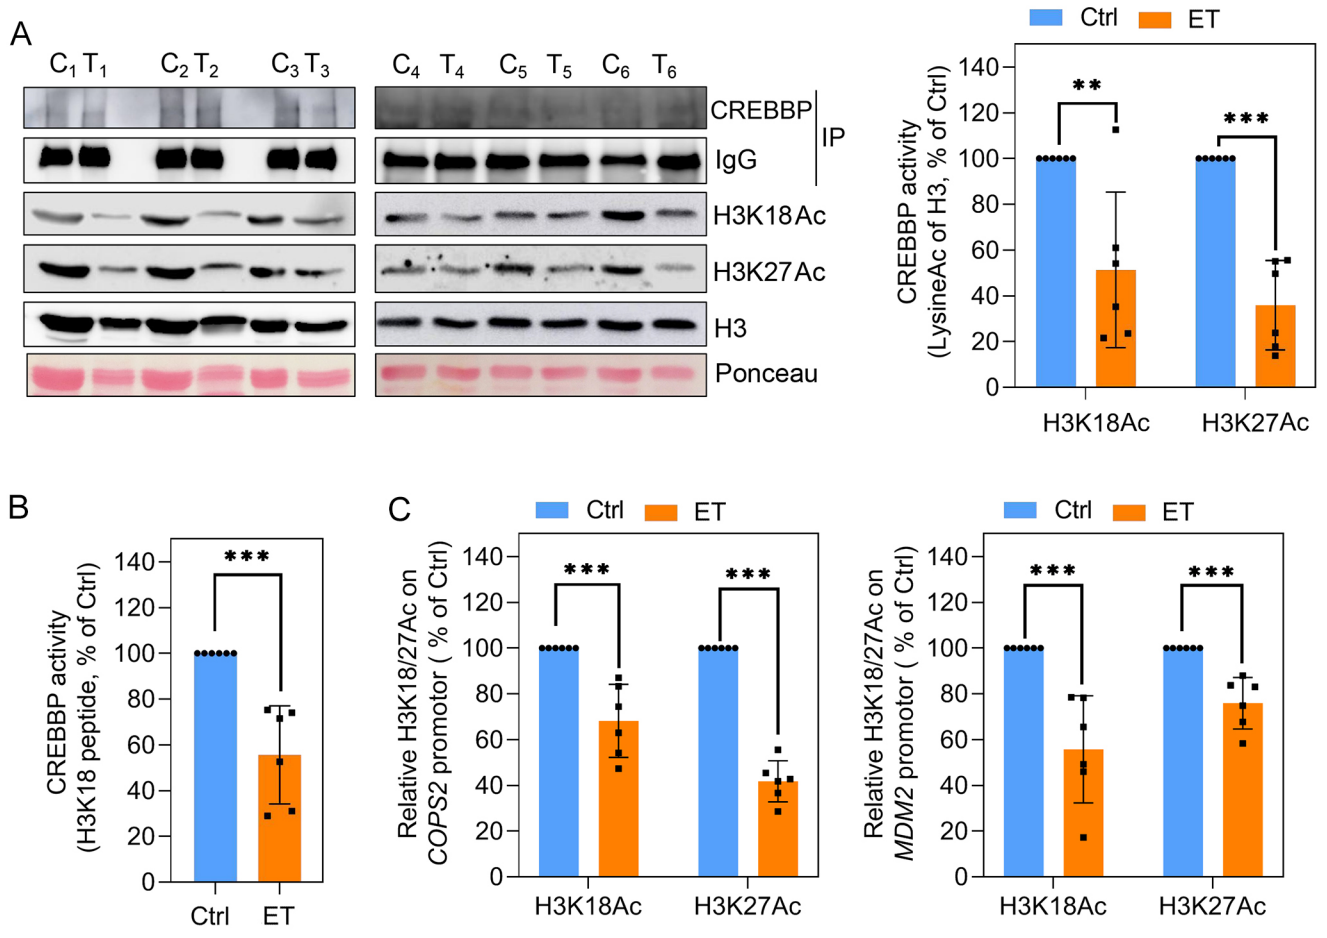 A
C1 T1 C2 T2 C3 T3 C4 T4 C5 T5 C6 T6
CREBBP
IgG
IP
H3K18Ac
H3K27Ac
H3
Ponceau
Ctrl ET
CREBBP activity
(LysineAc of H3, % of Ctrl)
140
120
100
80
60
40
20
0
** ***
H3K18Ac H3K27Ac
B
CREBBP activity
(H3K18 peptide, % of Ctrl)
140
120
100
80
60
40
20
0
***
Ctrl ET
C
Ctrl ET
Relative H3K18/27Ac on
COPS2 promotor ( % of Ctrl)
140
120
100
80
60
40
20
0
*** ***
H3K18Ac H3K27Ac
Ctrl ET
Relative H3K18/27Ac on
MDM2 promotor ( % of Ctrl)
140
120
100
80
60
40
20
0
*** ***
H3K18Ac H3K27Ac